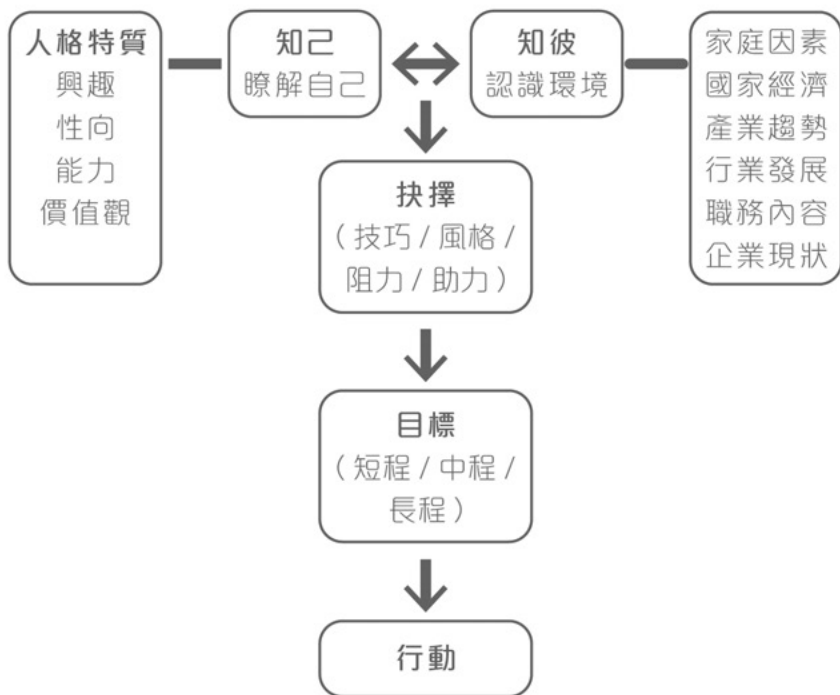 人格特質
興趣
性向
能力
價值觀
知己
瞭解自己
知彼
認識環境
家庭因素
國家經濟
產業趨勢
行業發展
職務內容
企業現狀
抉擇
（技巧/風格/
阻力/助力）
目標
（短程/中程/
長程）
行動